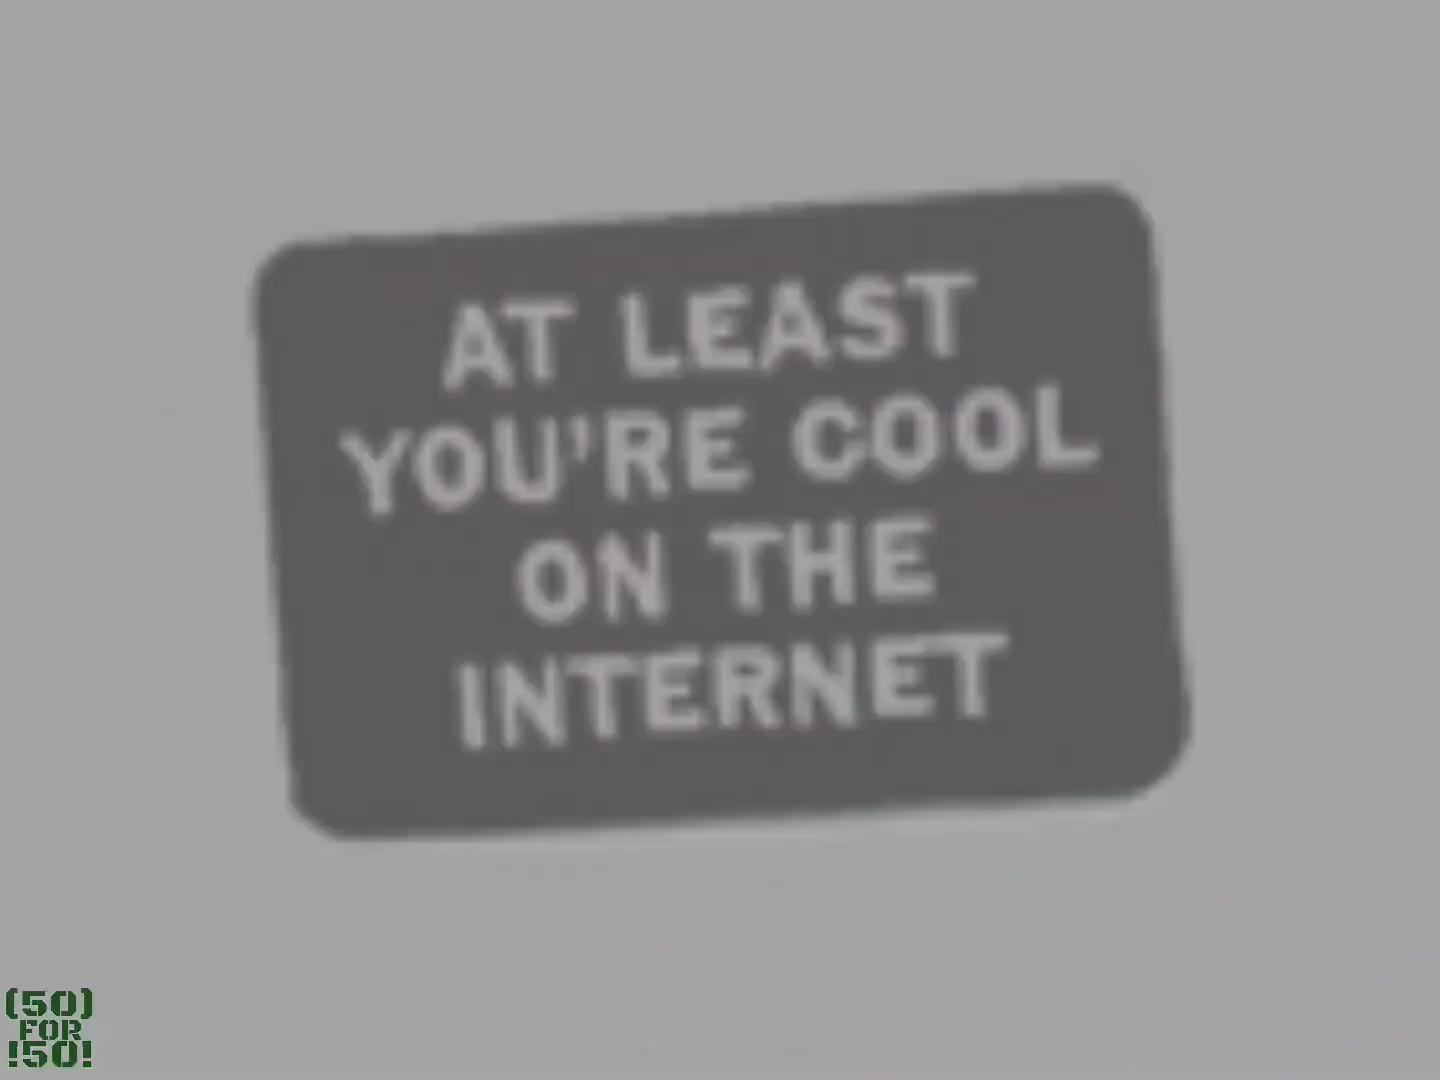 AT LEAST
YOU'RE COOL
ON THE
INTERNET
(50)
FOR
!50!